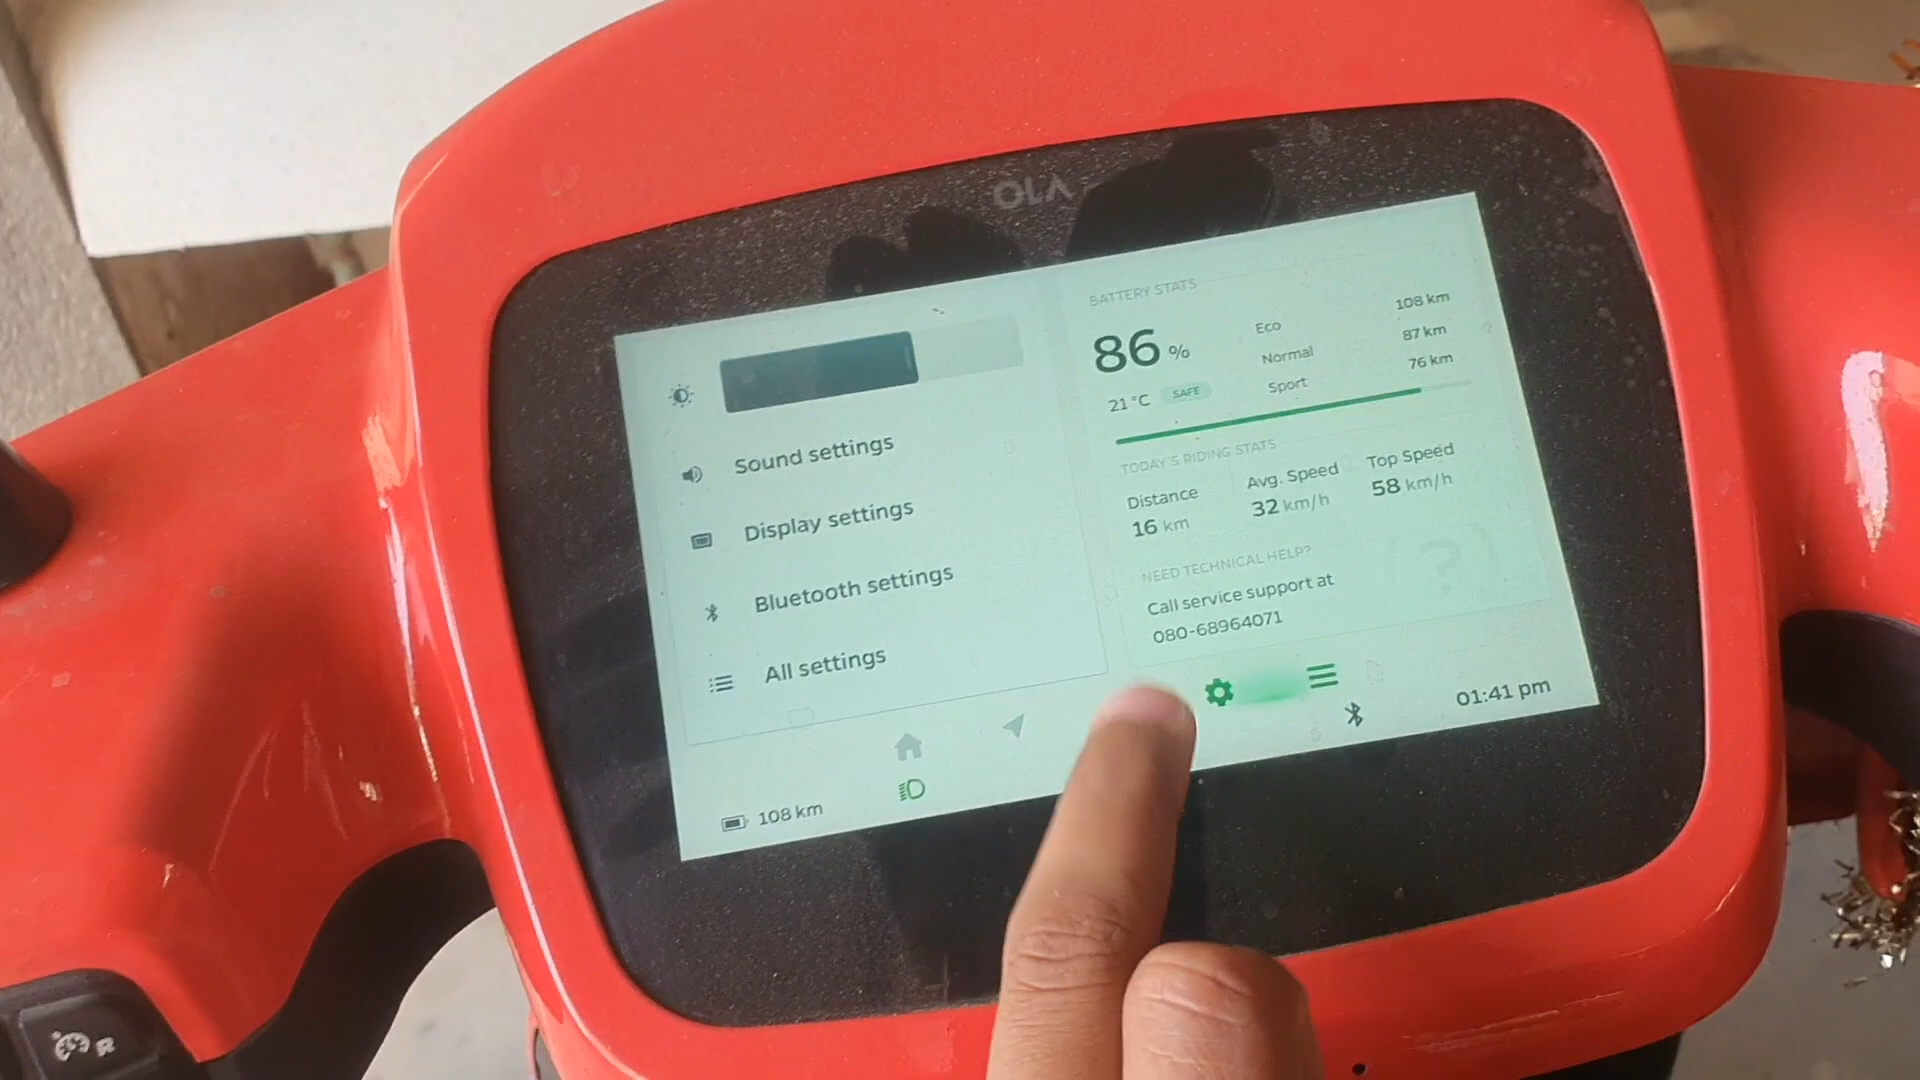 OLA
Sound settings
Display settings
Bluetooth settings
All settings
BATTERY STATS
86 %
21 °C SAFE
Eco 108 km
Normal 87 km
Sport 76 km
TODAY'S RIDING STATS
Distance Avg. Speed Top Speed
16 km 32 km/h 58 km/h
NEED TECHNICAL HELP?
Call service support at
080-68964071
(?)
108 km
01:41 pm
R